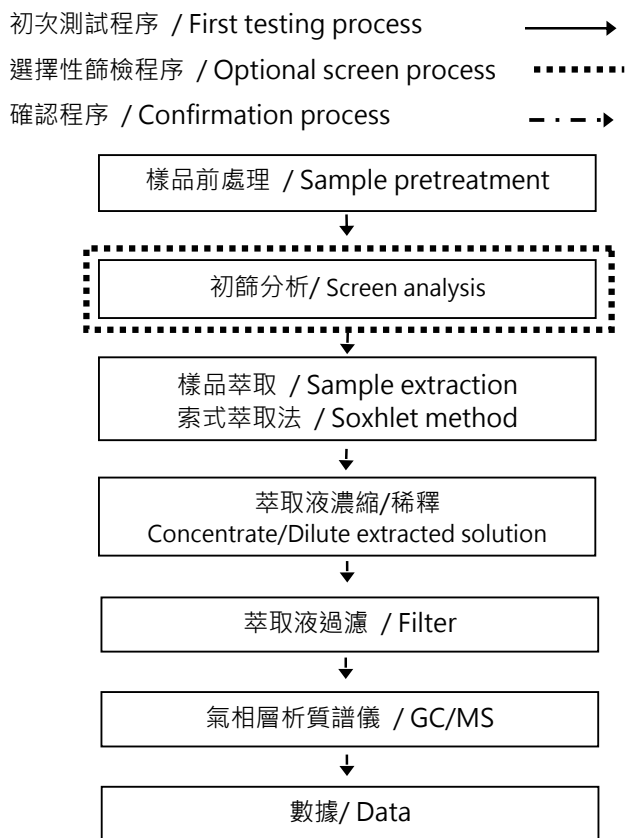 初次測試程序 / First testing process
選擇性篩檢程序 / Optional screen process
確認程序 / Confirmation process
樣品前處理 / Sample pretreatment
初篩分析/ Screen analysis
樣品萃取 / Sample extraction
索式萃取法 / Soxhlet method
萃取液濃縮/稀釋
Concentrate/Dilute extracted solution
萃取液過濾 / Filter
氣相層析質譜儀 / GC/MS
數據/ Data